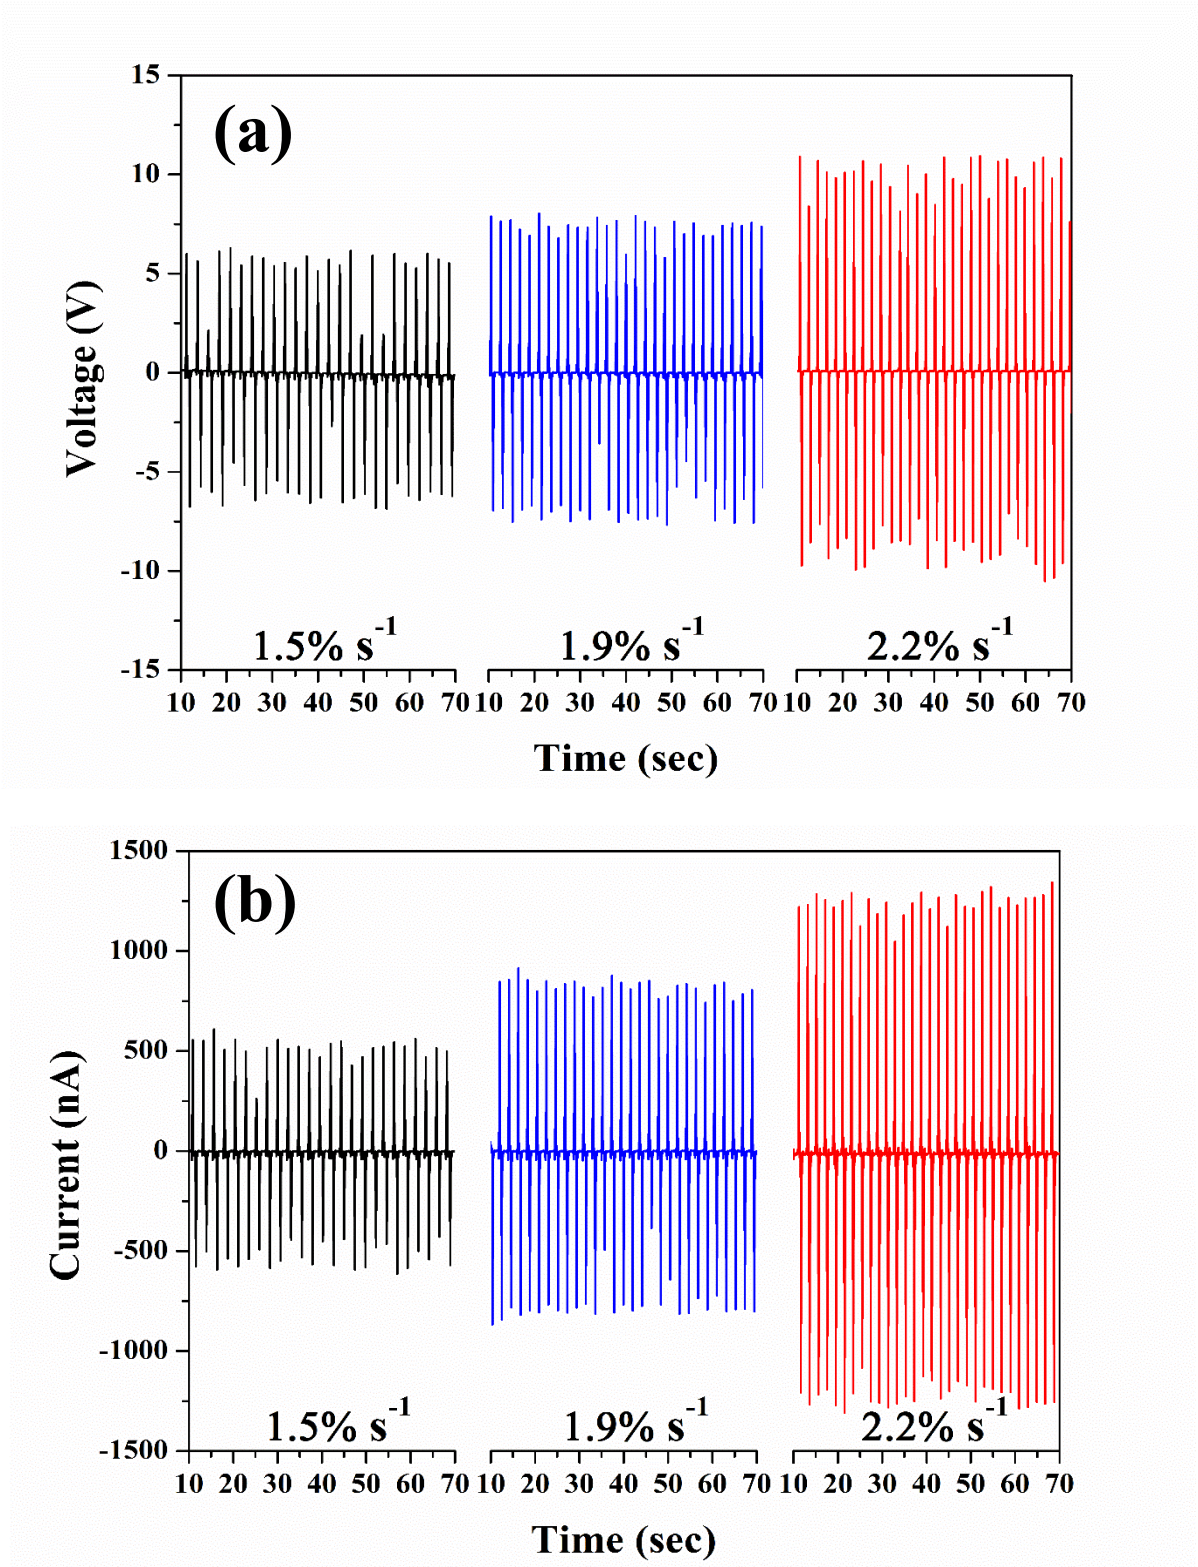 (a)
Voltage (V)
15
10
5
0
-5
-10
-15
1.5% s⁻¹
1.9% s⁻¹
2.2% s⁻¹
10 20 30 40 50 60 70 10 20 30 40 50 60 70 10 20 30 40 50 60 70
Time (sec)
(b)
Current (nA)
1500
1000
500
0
-500
-1000
-1500
1.5% s⁻¹
1.9% s⁻¹
2.2% s⁻¹
10 20 30 40 50 60 70 10 20 30 40 50 60 70 10 20 30 40 50 60 70
Time (sec)